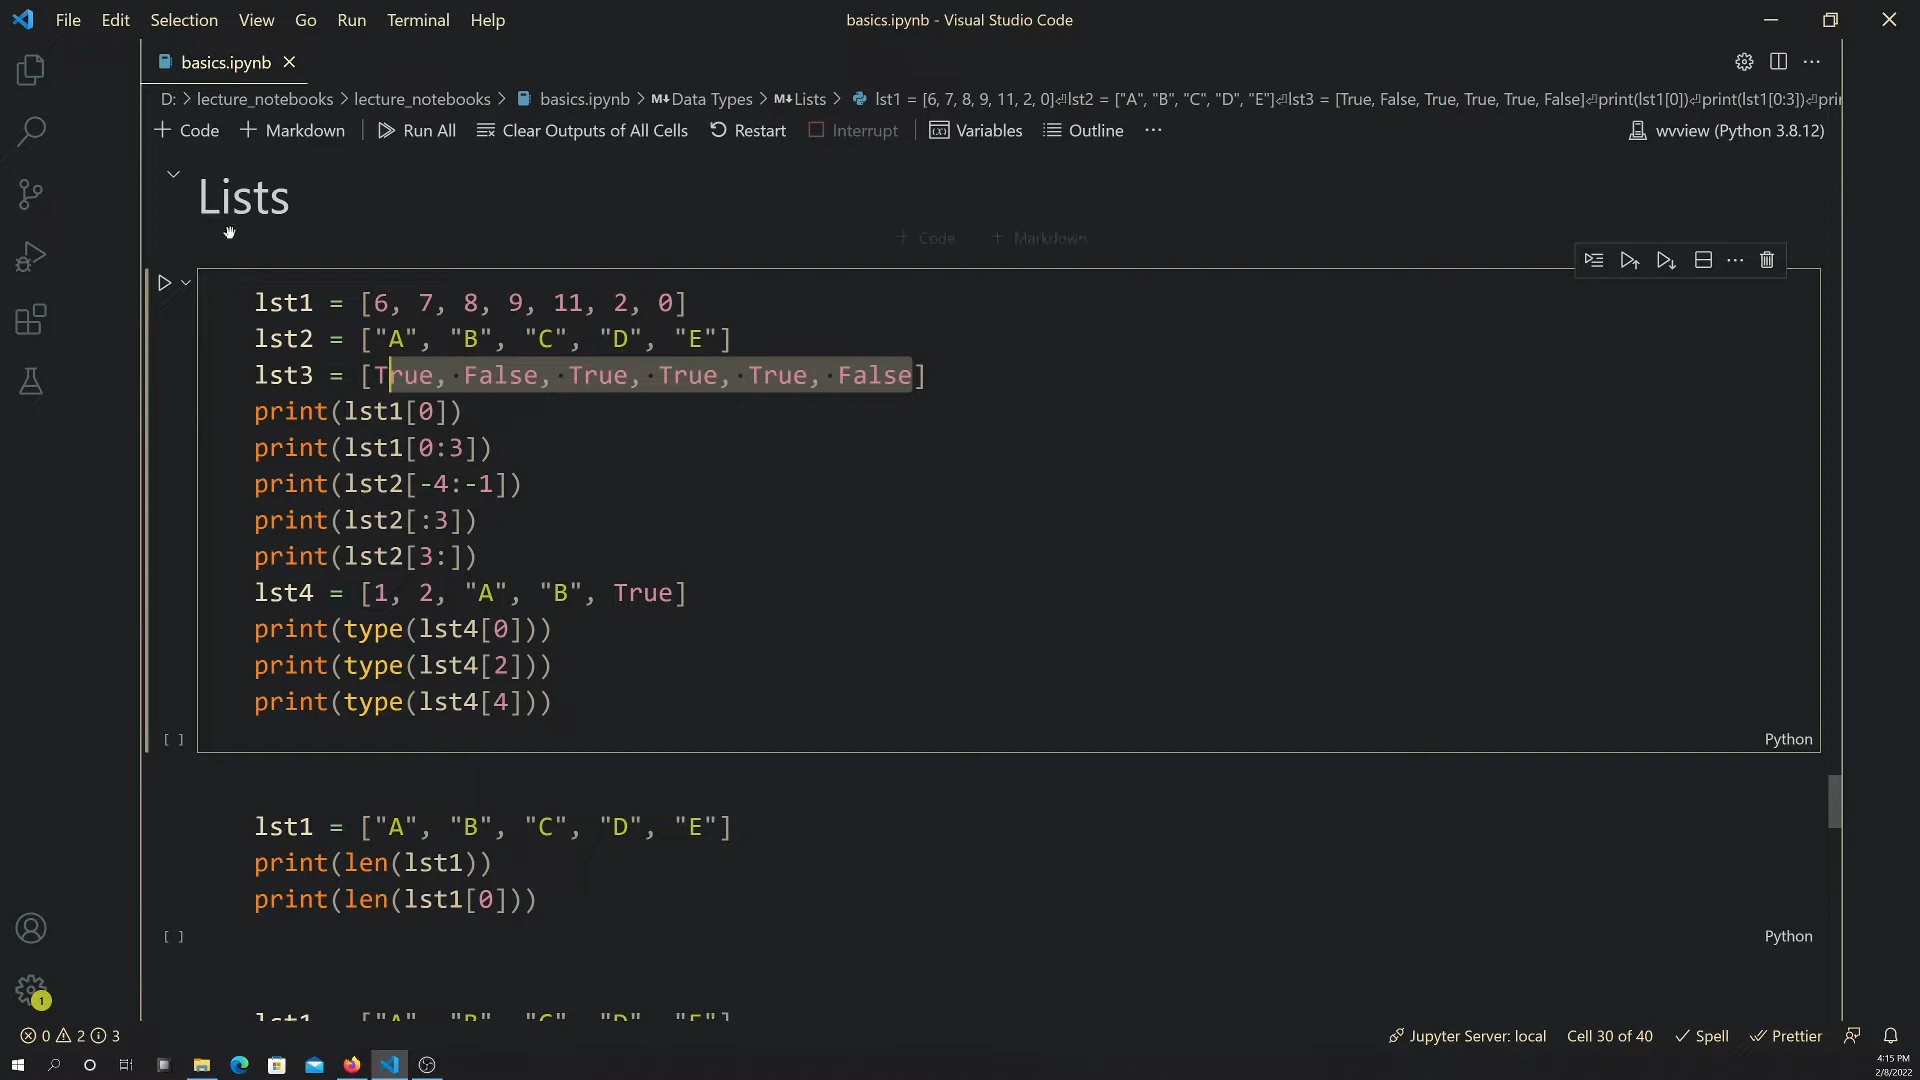 File Edit Selection View Go Run Terminal Help
basics.ipynb - Visual Studio Code
basics.ipynb
D: > lecture_notebooks > lecture_notebooks > basics.ipynb > M↓Data Types > M↓Lists > lst1 = [6, 7, 8, 9, 11, 2, 0]⏎lst2 = ["A", "B", "C", "D", "E"]⏎lst3 = [True, False, True, True, True, False]⏎print(lst1[0])⏎print(lst1[0:3])⏎pri
+ Code + Markdown Run All Clear Outputs of All Cells Restart Interrupt Variables Outline ···
wvview (Python 3.8.12)
Lists
+ Code + Markdown
lst1 = [6, 7, 8, 9, 11, 2, 0]
lst2 = ["A", "B", "C", "D", "E"]
lst3 = [True, False, True, True, True, False]
print(lst1[0])
print(lst1[0:3])
print(lst2[-4:-1])
print(lst2[:3])
print(lst2[3:])
lst4 = [1, 2, "A", "B", True]
print(type(lst4[0]))
print(type(lst4[2]))
print(type(lst4[4]))
[ ]
Python
lst1 = ["A", "B", "C", "D", "E"]
print(len(lst1))
print(len(lst1[0]))
[ ]
Python
lst1 = ["A", "B", "C", "D", "E"]
1
0 2 3
Jupyter Server: local Cell 30 of 40 Spell Prettier
4:15 PM
2/8/2022